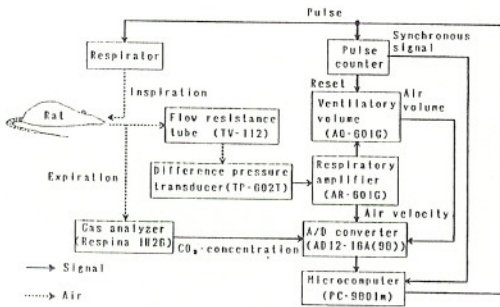 Pulse
Synchronous
signal
Respirator
Pulse
counter
Inspiration
Reset
Air
volume
Rat
Flow resistance
tube (TV-112)
Ventilatory
volume
(AQ-601G)
Difference pressure
transducer(TP-602T)
Respiratory
amplifier
(AR-601G)
Expiration
Air velocity
Gas analyzer
(Respina 1H26)
CO₂-concentration
A/D converter
(AD12-16A(98))
Signal
Air
Microcomputer
(PC-9801m)